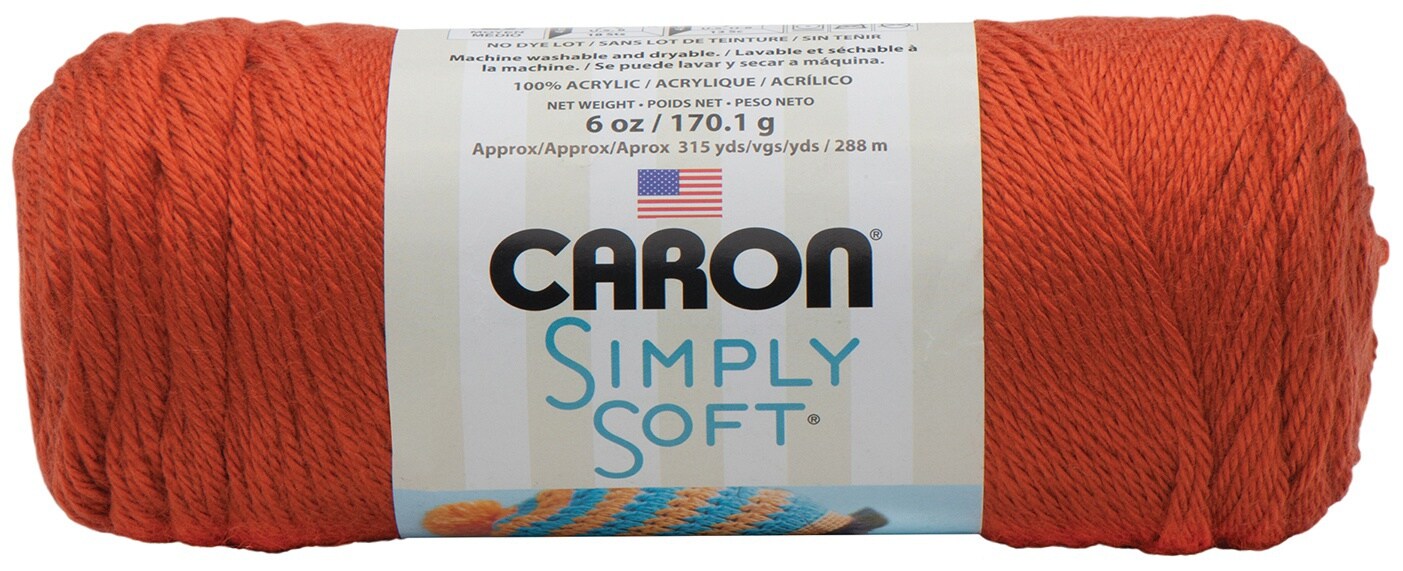 MOYEN
MEDIO
NO DYE LOT / SANS LOT DE TEINTURE / SIN TENIR
Machine washable and dryable. / Lavable et séchable à
la machine. / Se puede lavar y secar a máquina.
100% ACRYLIC / ACRYLIQUE / ACRÍLICO
NET WEIGHT • POIDS NET • PESO NETO
6 oz / 170.1 g
Approx/Approx/Aprox 315 yds/vgs/yds / 288 m
CARON®
SIMPLY
SOFT®